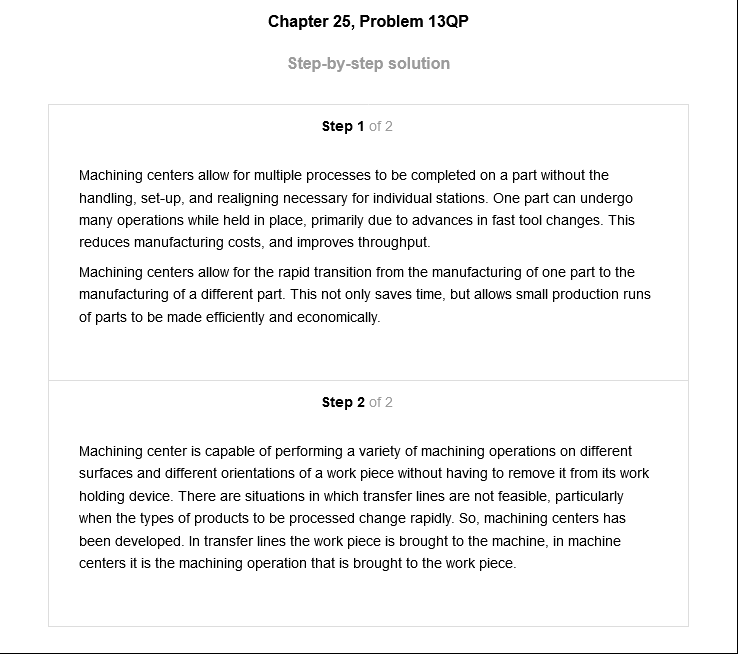 Chapter 25, Problem 13QP
Step-by-step solution
Step 1 of 2
Machining centers allow for multiple processes to be completed on a part without the
handling, set-up, and realigning necessary for individual stations. One part can undergo
many operations while held in place, primarily due to advances in fast tool changes. This
reduces manufacturing costs, and improves throughput.
Machining centers allow for the rapid transition from the manufacturing of one part to the
manufacturing of a different part. This not only saves time, but allows small production runs
of parts to be made efficiently and economically.
Step 2 of 2
Machining center is capable of performing a variety of machining operations on different
surfaces and different orientations of a work piece without having to remove it from its work
holding device. There are situations in which transfer lines are not feasible, particularly
when the types of products to be processed change rapidly. So, machining centers has
been developed. In transfer lines the work piece is brought to the machine, in machine
centers it is the machining operation that is brought to the work piece.